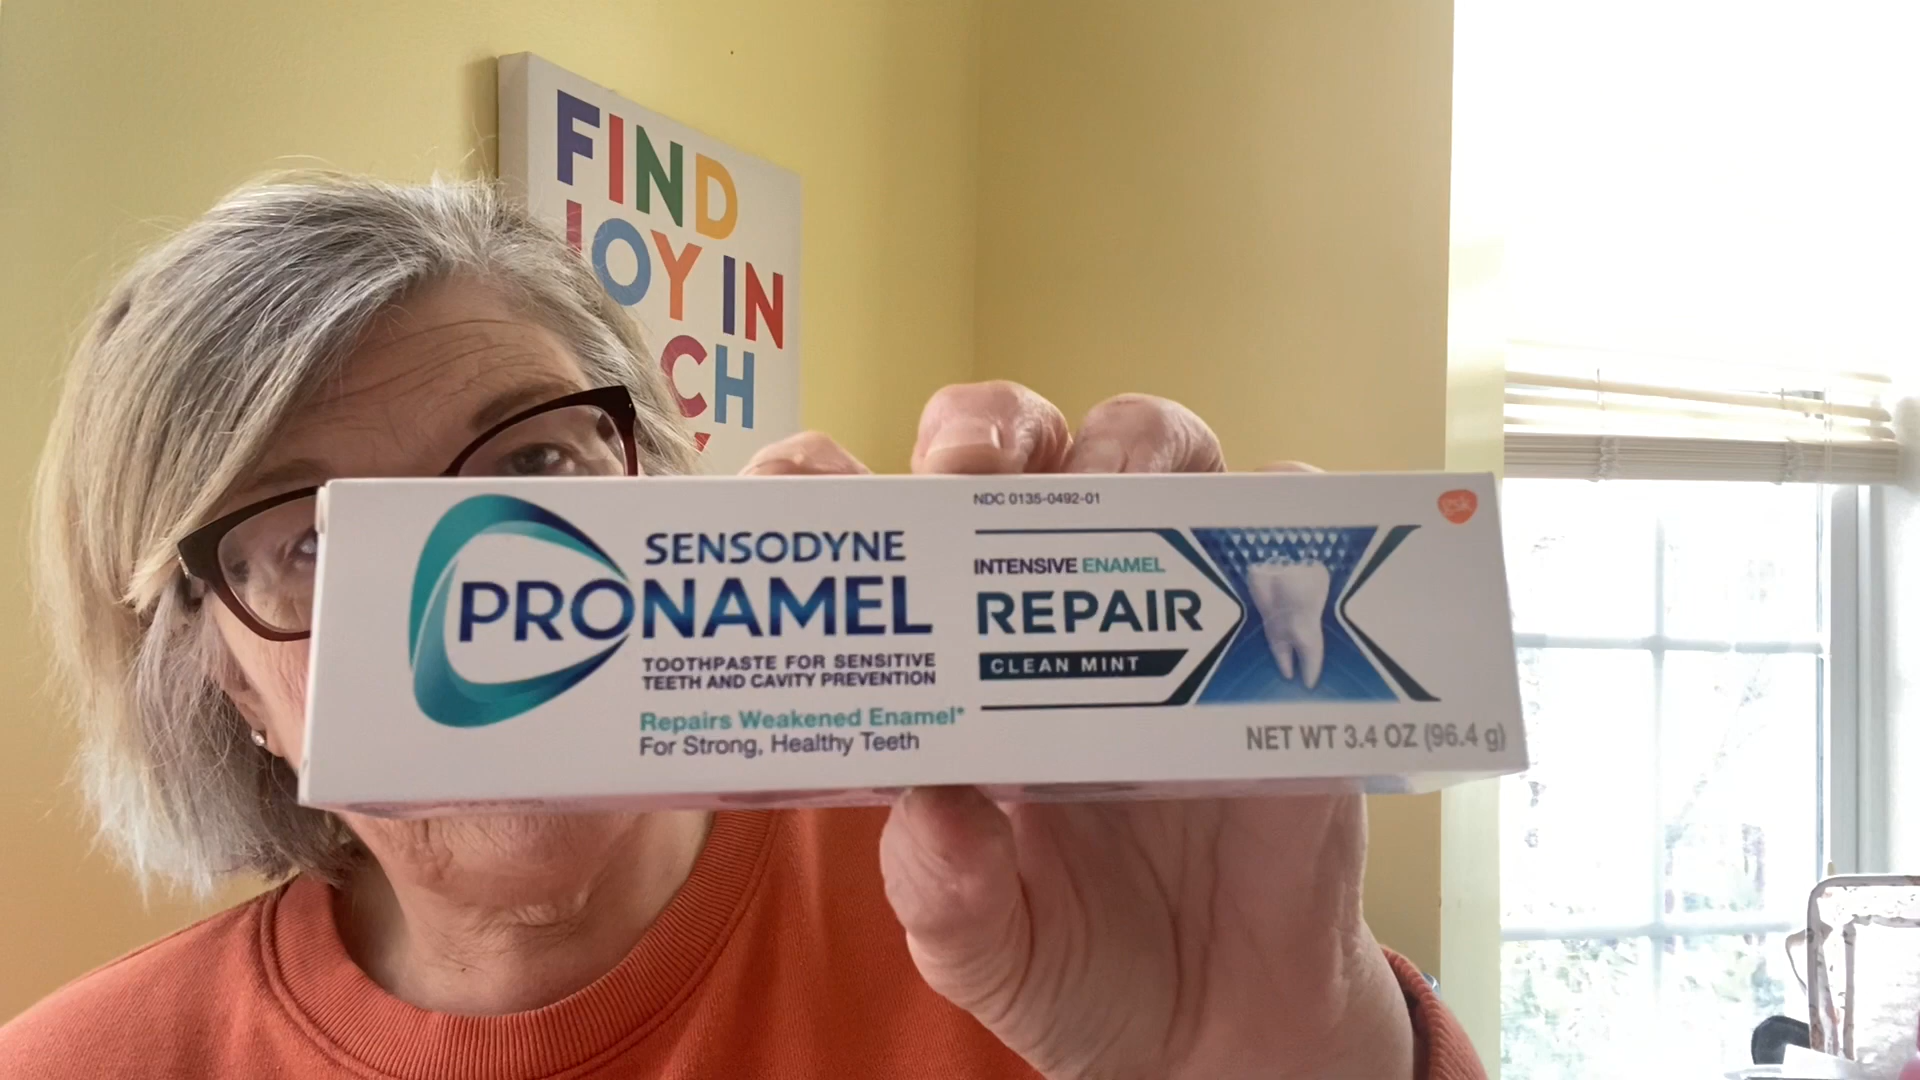 FIND
JOY IN
CH
NDC 0135-0492-01
gsk
SENSODYNE
PRONAMEL
TOOTHPASTE FOR SENSITIVE
TEETH AND CAVITY PREVENTION
Repairs Weakened Enamel*
For Strong, Healthy Teeth
INTENSIVE ENAMEL
REPAIR
CLEAN MINT
NET WT 3.4 OZ (96.4 g)